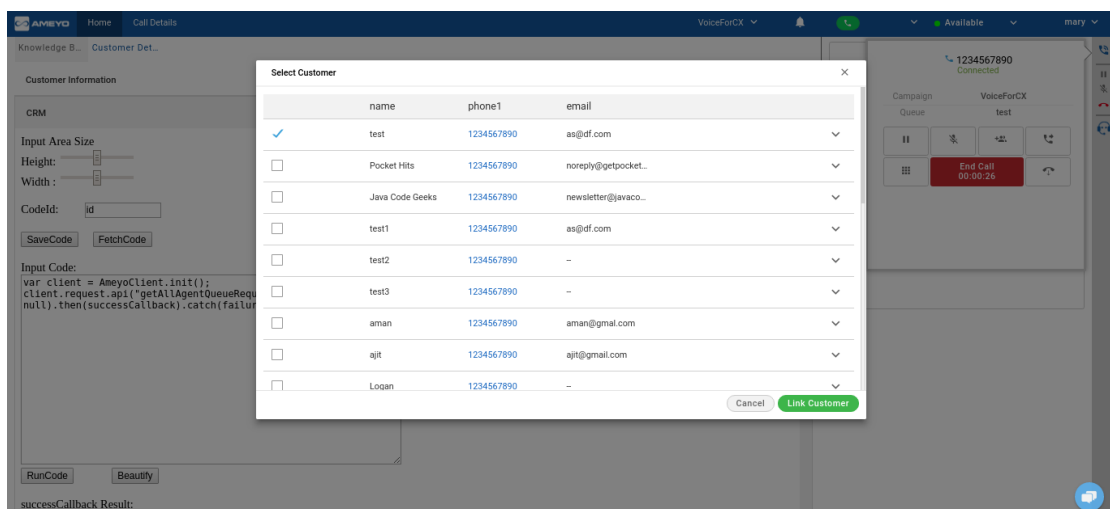 AMEYO Home Call Details VoiceForCX Available mary
Knowledge B... Customer Det...
Customer Information
CRM
Input Area Size
Height:
Width :
CodeId: id
SaveCode FetchCode
Input Code:
var client = AmeyoClient.init();
client.request.api("getAllAgentQueueRequ
null).then(successCallback).catch(failur
RunCode Beautify
successCallback Result:
Select Customer
name phone1 email
test 1234567890 as@df.com
Pocket Hits 1234567890 noreply@getpocket...
Java Code Geeks 1234567890 newsletter@javaco...
test1 1234567890 as@df.com
test2 1234567890 –
test3 1234567890 –
aman 1234567890 aman@gmal.com
ajit 1234567890 ajit@gmail.com
Logan 1234567890 –
Cancel Link Customer
1234567890
Connected
Campaign VoiceForCX
Queue test
End Call
00:00:26